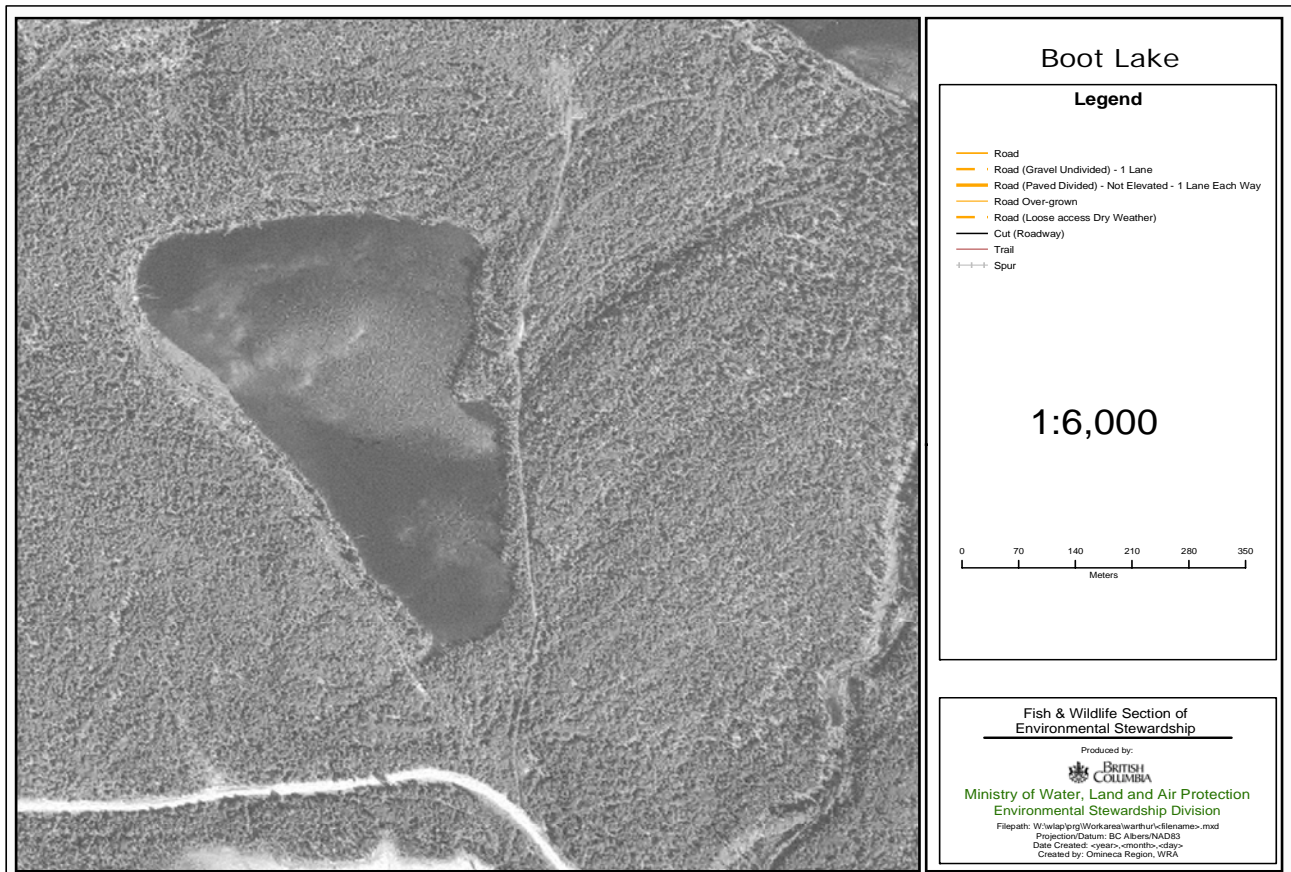 Boot Lake
Legend
Road
Road (Gravel Undivided) - 1 Lane
Road (Paved Divided) - Not Elevated - 1 Lane Each Way
Road Over-grown
Road (Loose access Dry Weather)
Cut (Roadway)
Trail
Spur
1:6,000
0 70 140 210 280 350
Meters
Fish & Wildlife Section of
Environmental Stewardship
Produced by:
BRITISH
COLUMBIA
Ministry of Water, Land and Air Protection
Environmental Stewardship Division
Filepath: W:\wlap\prg\Workarea\warthur\<filename>.mxd
Projection/Datum: BC Albers/NAD83
Date Created: <year>,<month>,<day>
Created by: Omineca Region, WRA